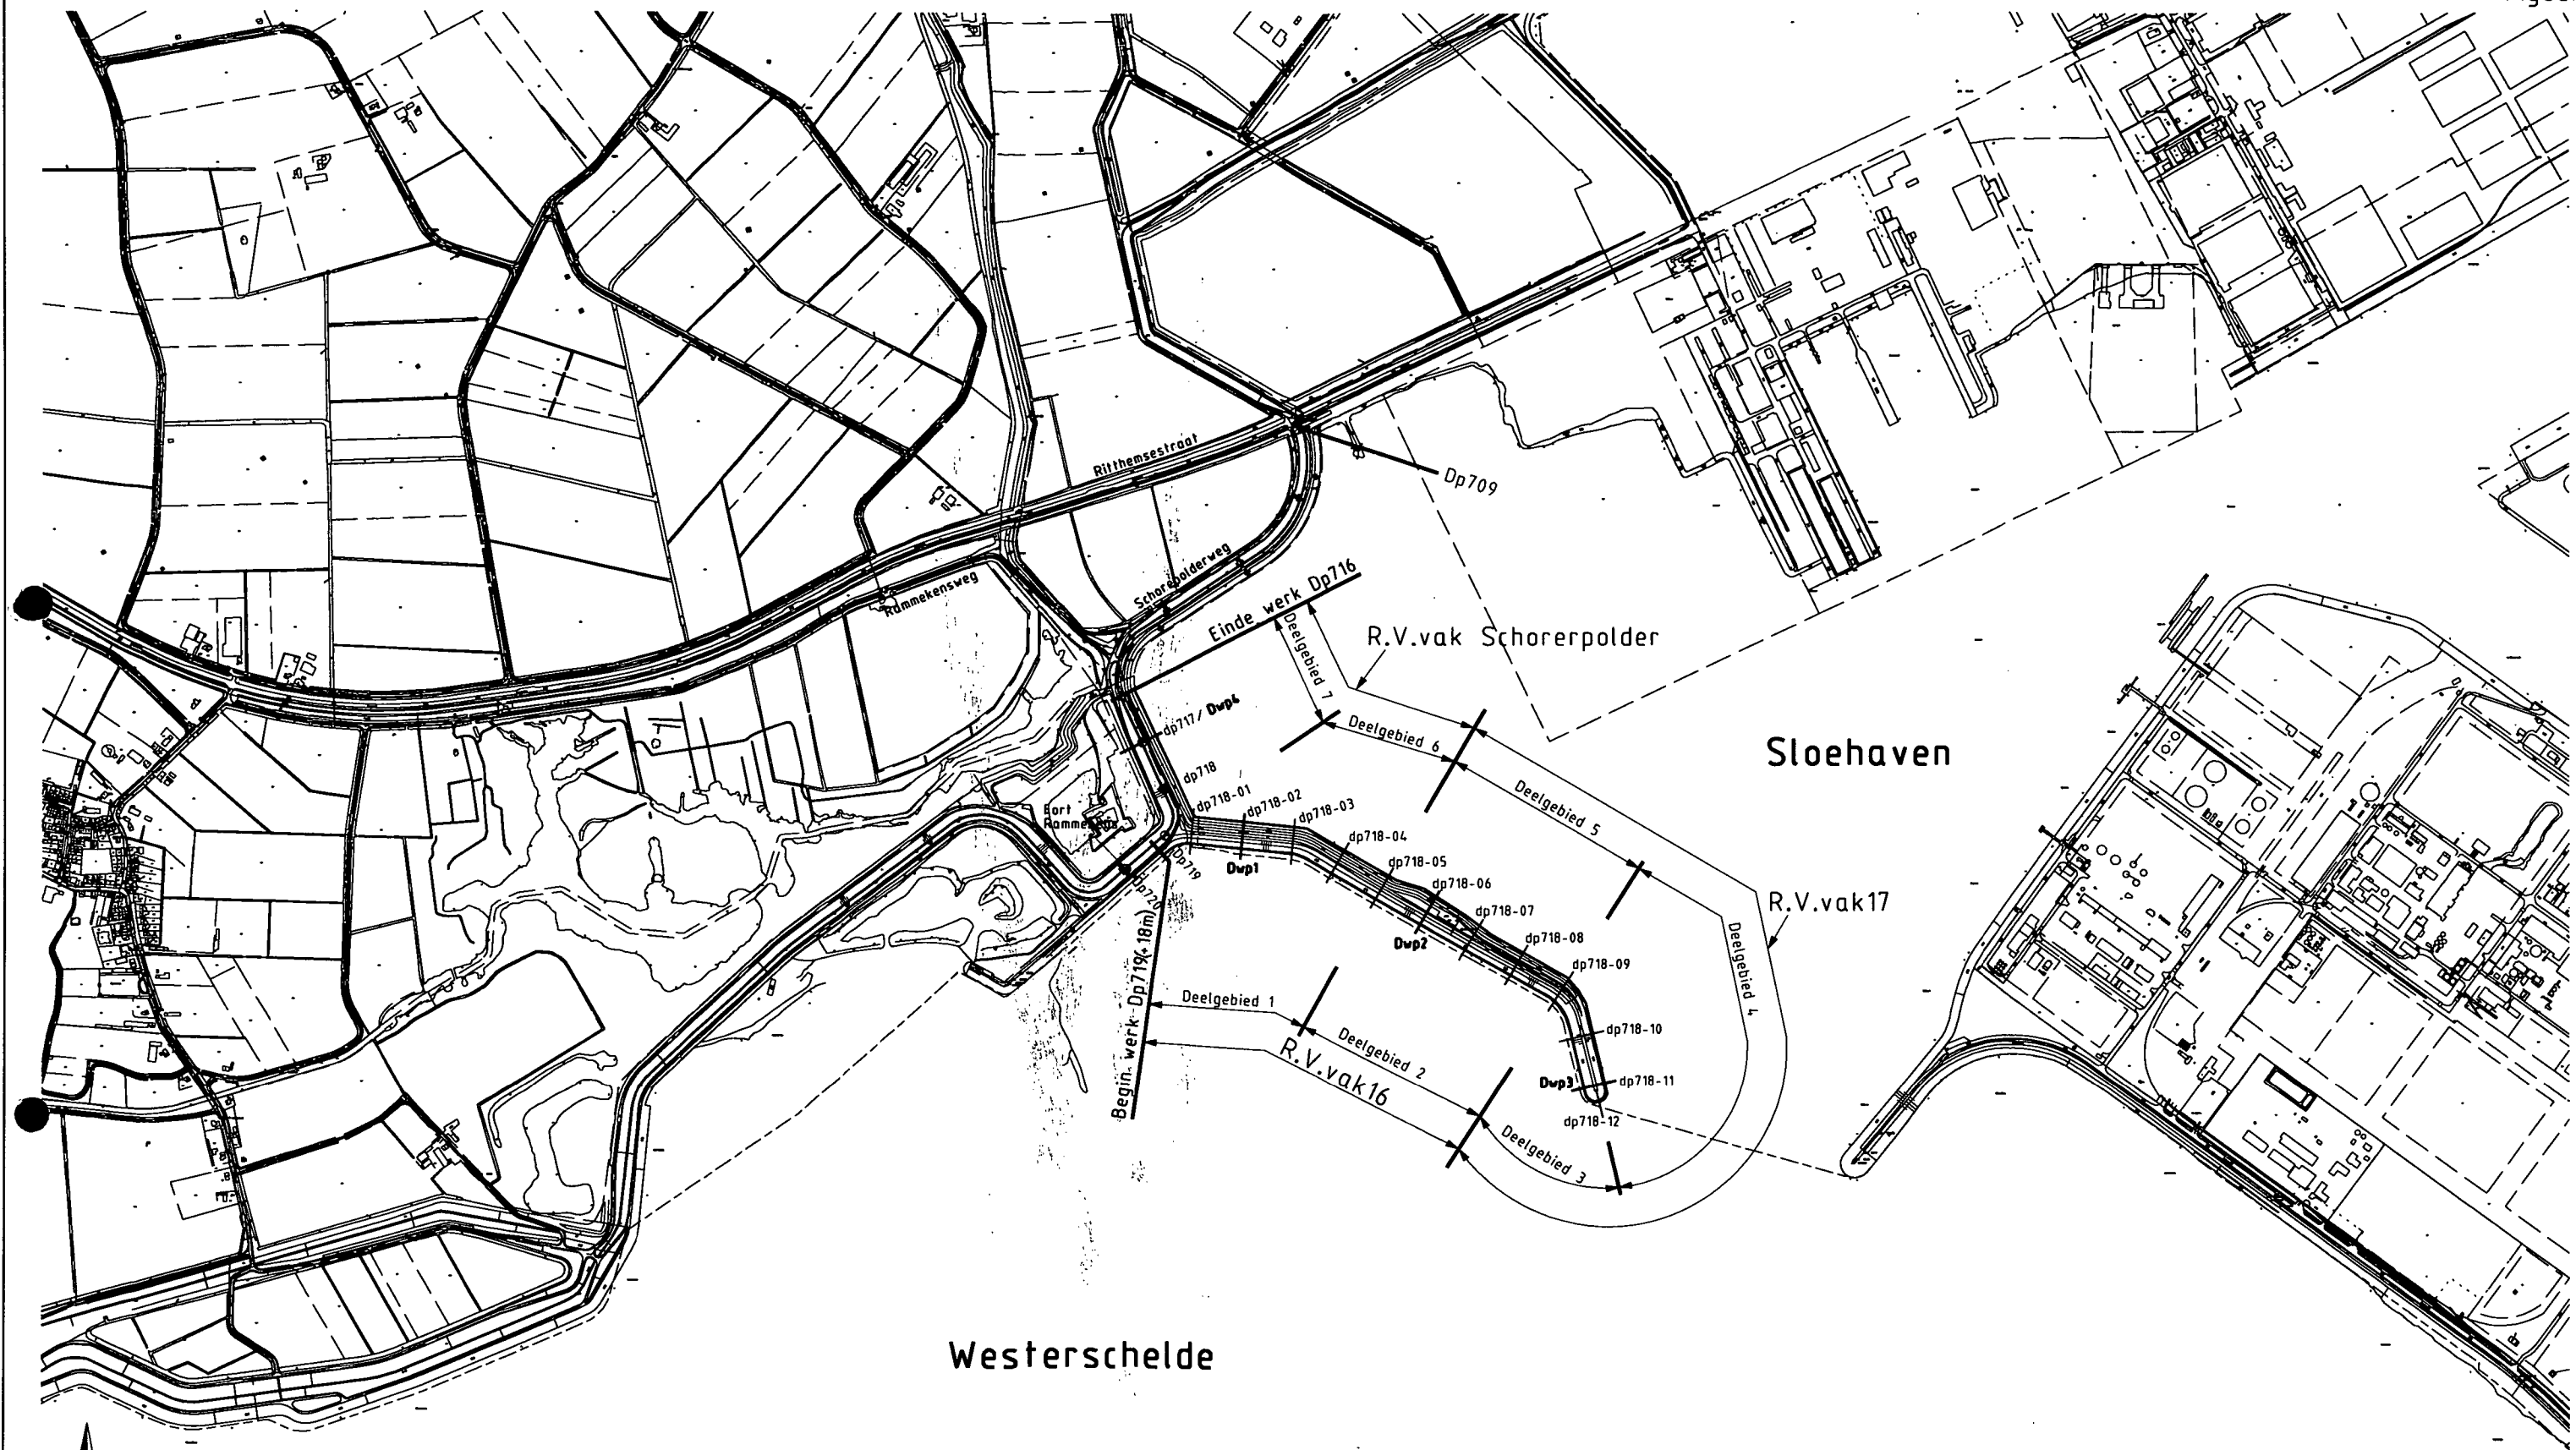 Ritthemsestraat
Dp709
Rammekensweg
Schorepolderweg
Einde werk Dp716
Deelgebied 7
R.V.vak Schorerpolder
dp717/ Dwp4
Deelgebied 6
Sloehaven
dp718
dp718-01
dp718-02
dp718-03
Deelgebied 5
dp718-04
Dwp1
Dp719
dp718-05
Dp720
dp718-06
R.V.vak17
dp718-07
Dwp2
dp718-08
Deelgebied 4
dp718-09
Begin werk Dp719(+18m)
Deelgebied 1
dp718-10
Deelgebied 2
R.V.vak16
Dwp3
dp718-11
dp718-12
Deelgebied 3
Westerschelde